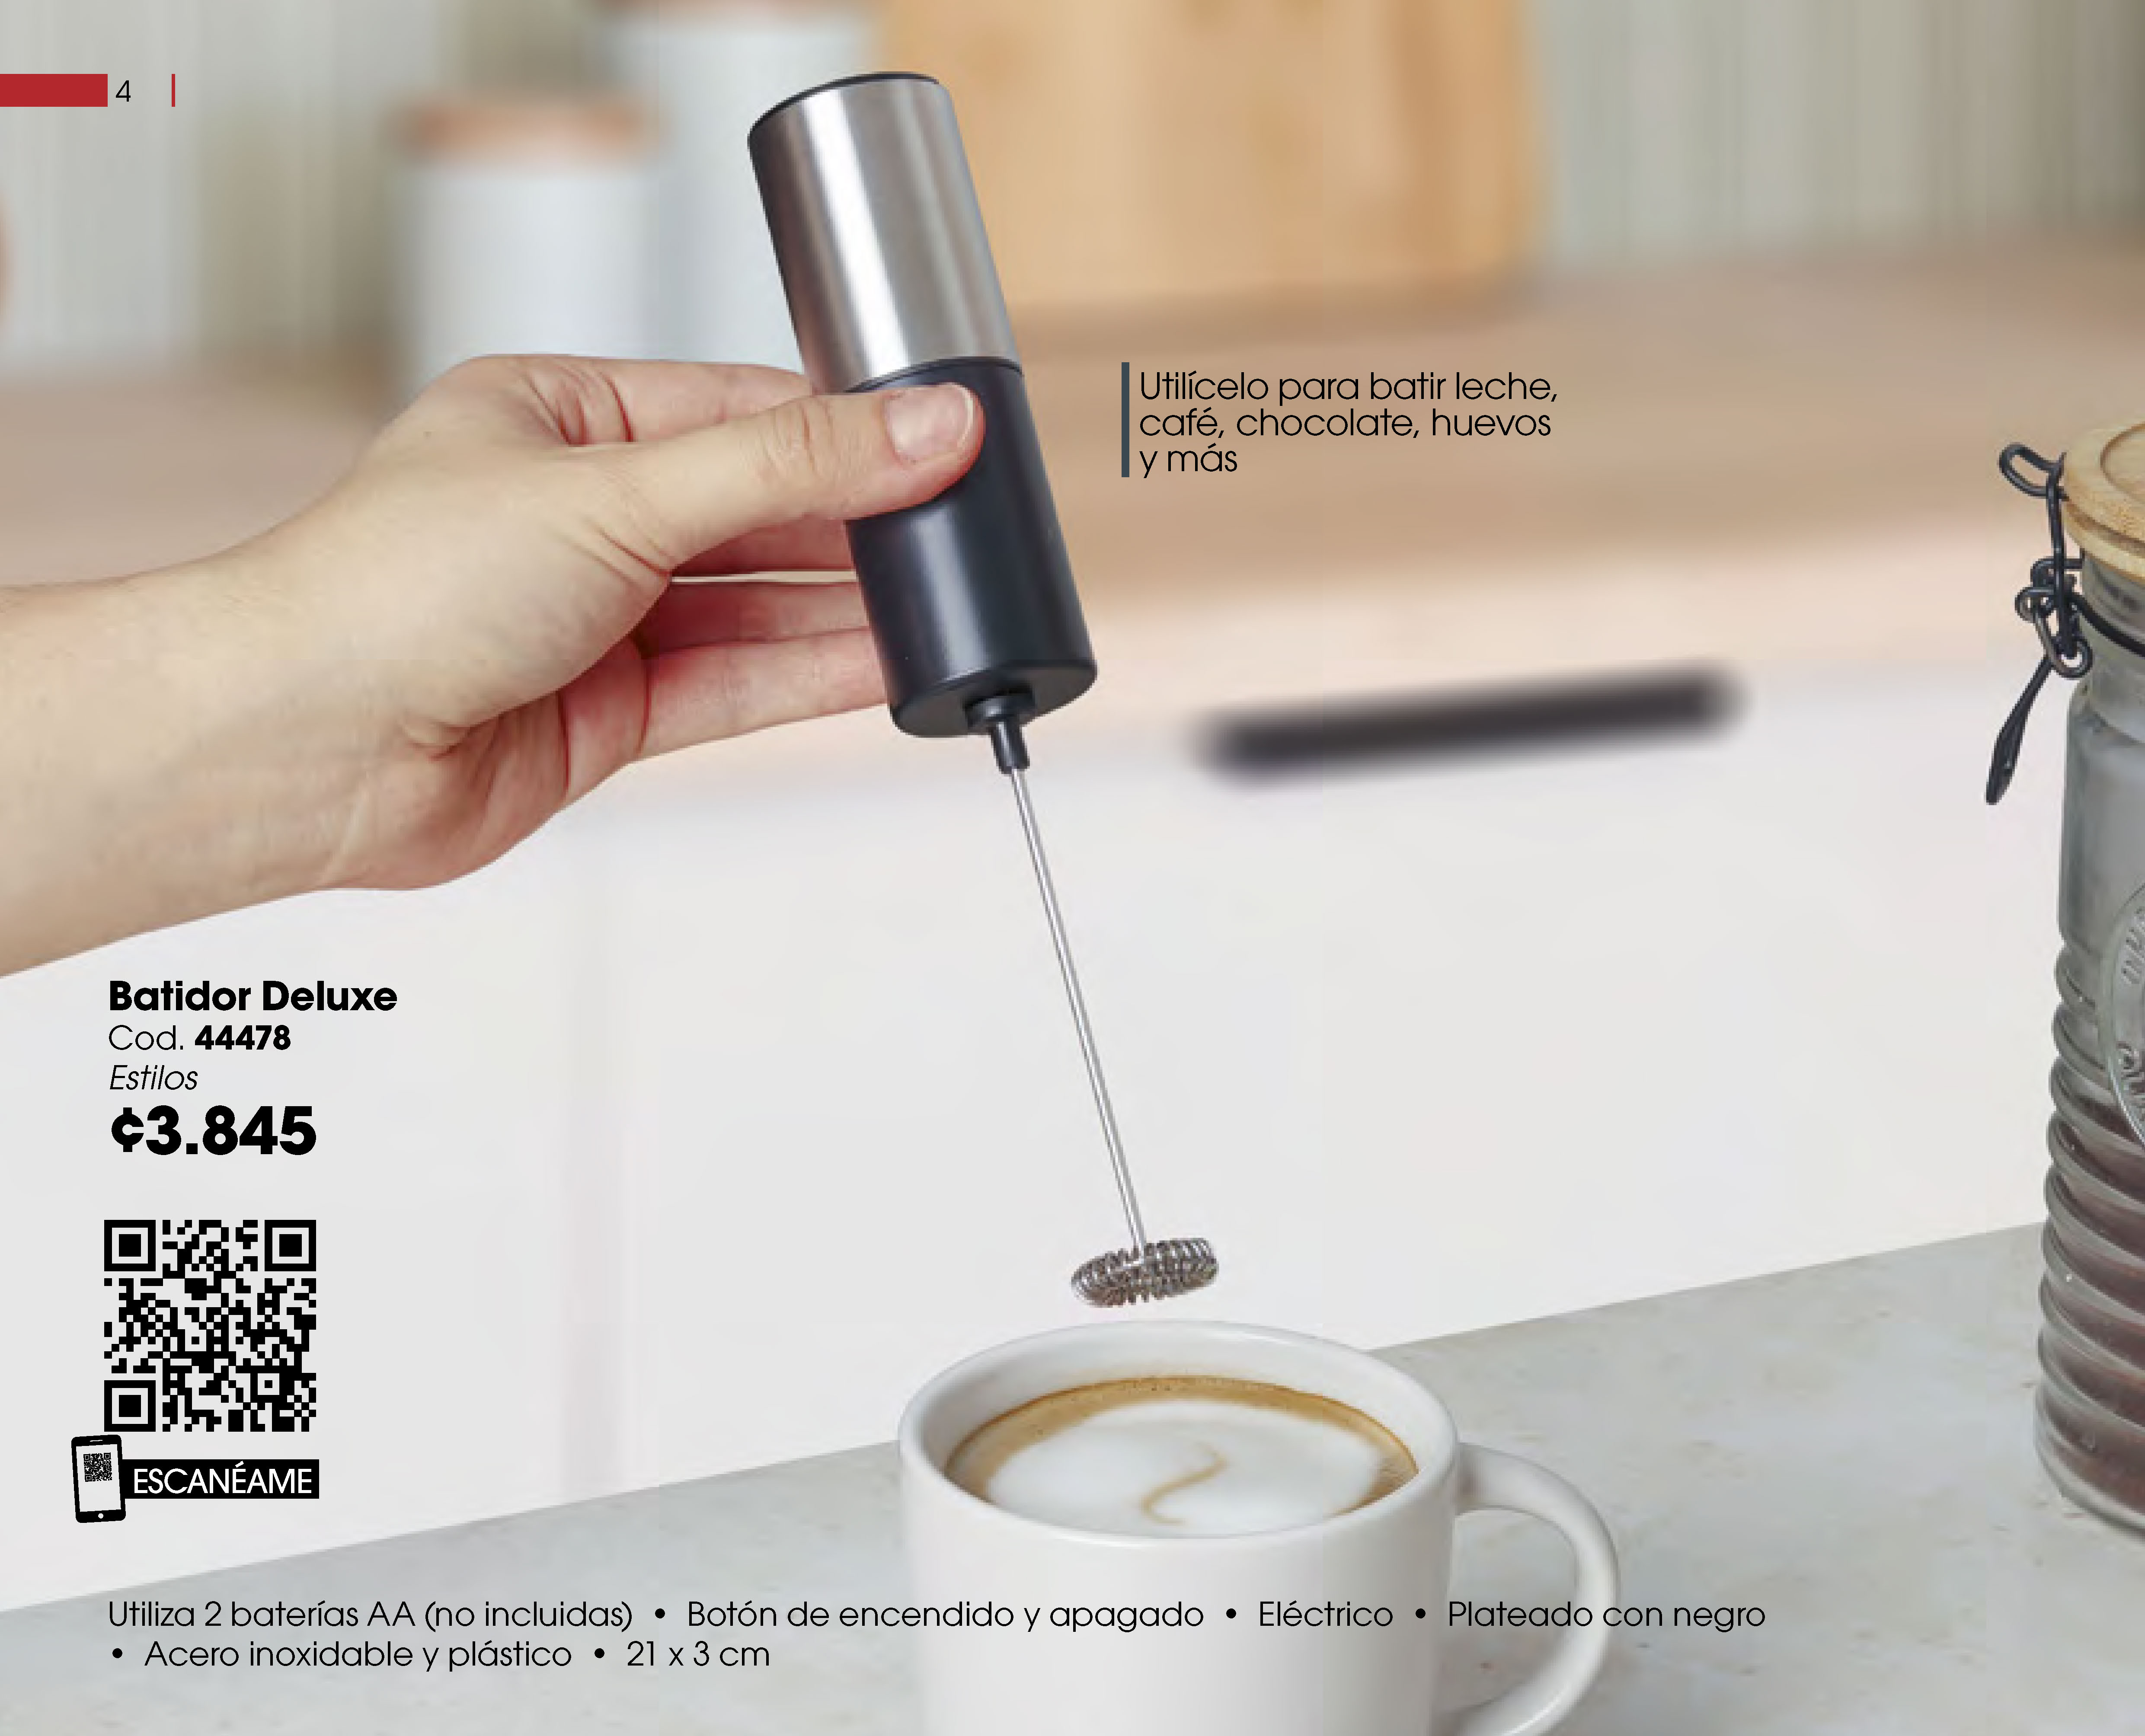 4
Utilícelo para batir leche,
café, chocolate, huevos
y más
Batidor Deluxe
Cod. 44478
Estilos
¢3.845
ESCANÉAME
Utiliza 2 baterías AA (no incluidas) • Botón de encendido y apagado • Eléctrico • Plateado con negro
• Acero inoxidable y plástico • 21 x 3 cm